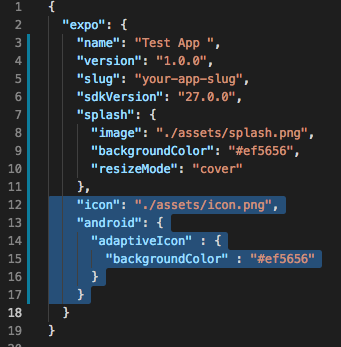 1 {
2   "expo": {
3     "name": "Test App ",
4     "version": "1.0.0",
5     "slug": "your-app-slug",
6     "sdkVersion": "27.0.0",
7     "splash": {
8       "image": "./assets/splash.png",
9       "backgroundColor": "#ef5656",
10       "resizeMode": "cover"
11     },
12     "icon": "./assets/icon.png",
13     "android": {
14       "adaptiveIcon" : {
15         "backgroundColor" : "#ef5656"
16       }
17     }
18   }
19 }